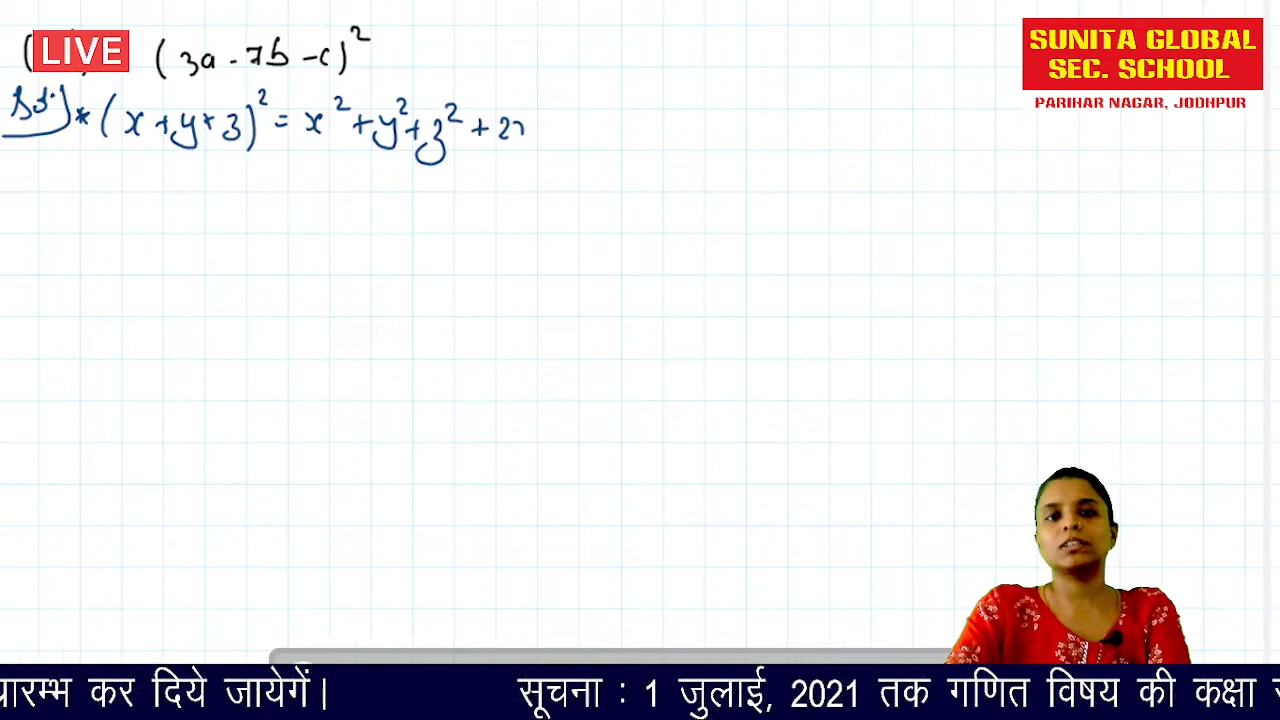 LIVE
(3a - 7b - c)²
Sol. * (x + y + z)² = x² + y² + z² + 2x
SUNITA GLOBAL
SEC. SCHOOL
PARIHAR NAGAR, JODHPUR
प्रारम्भ कर दिये जायेगें। सूचना : 1 जुलाई, 2021 तक गणित विषय की कक्षा